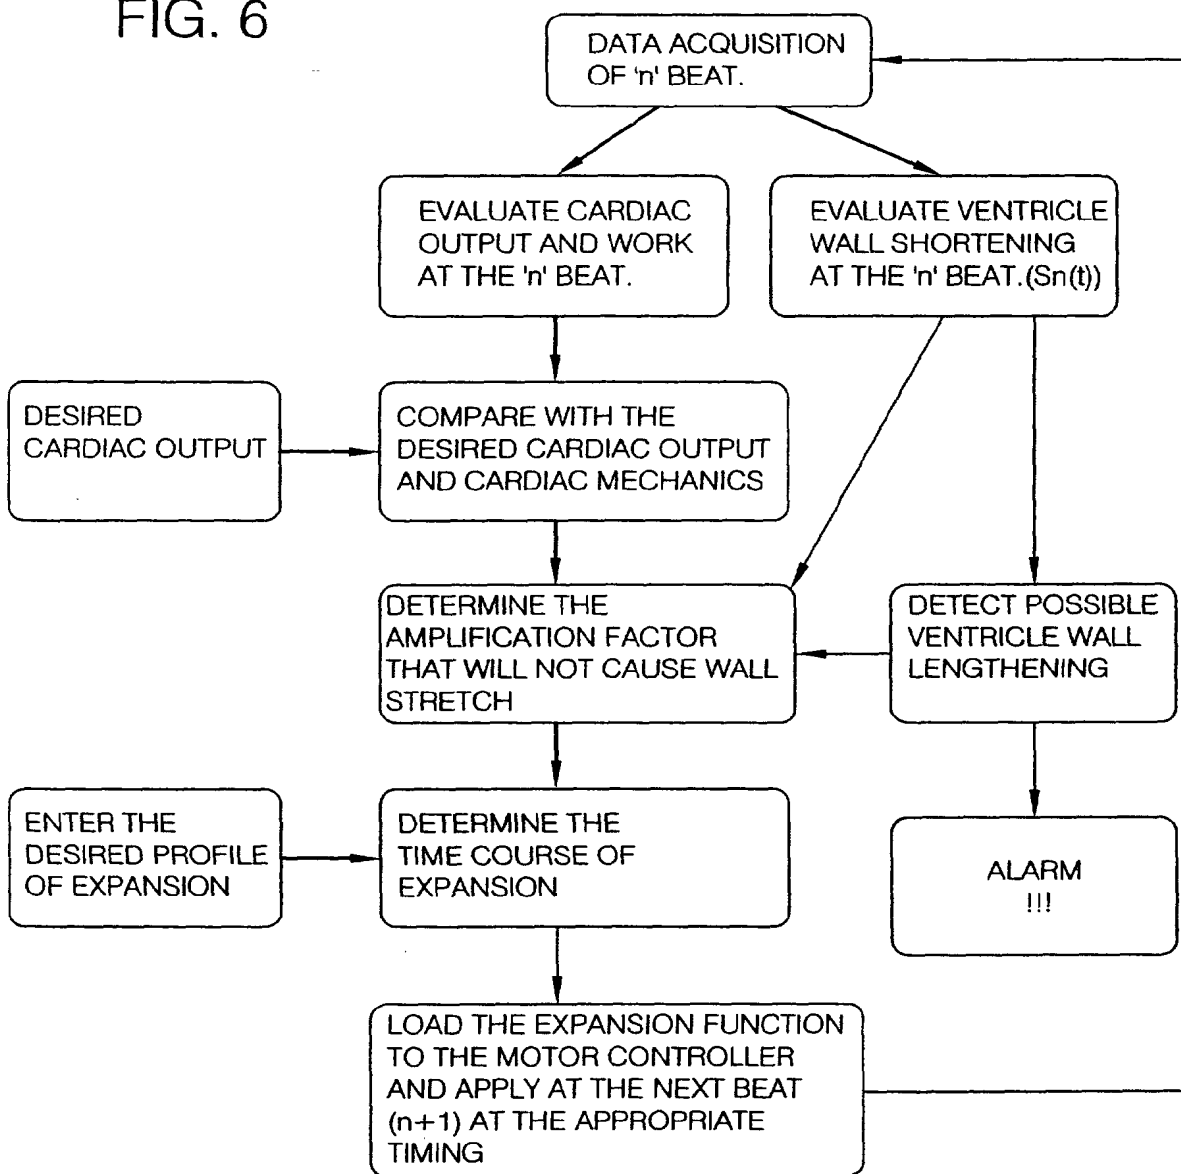 FIG. 6
DATA ACQUISITION
OF 'n' BEAT.
EVALUATE CARDIAC
OUTPUT AND WORK
AT THE 'n' BEAT.
EVALUATE VENTRICLE
WALL SHORTENING
AT THE 'n' BEAT.(Sn(t))
DESIRED
CARDIAC OUTPUT
COMPARE WITH THE
DESIRED CARDIAC OUTPUT
AND CARDIAC MECHANICS
DETERMINE THE
AMPLIFICATION FACTOR
THAT WILL NOT CAUSE WALL
STRETCH
DETECT POSSIBLE
VENTRICLE WALL
LENGTHENING
ENTER THE
DESIRED PROFILE
OF EXPANSION
DETERMINE THE
TIME COURSE OF
EXPANSION
ALARM
!!!
LOAD THE EXPANSION FUNCTION
TO THE MOTOR CONTROLLER
AND APPLY AT THE NEXT BEAT
(n+1) AT THE APPROPRIATE
TIMING